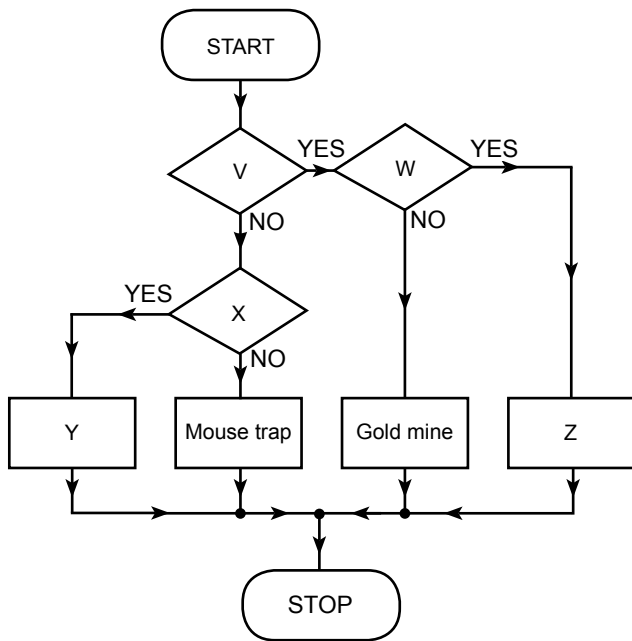 START
V
YES
W
YES
NO
NO
YES
X
NO
Y
Mouse trap
Gold mine
Z
STOP